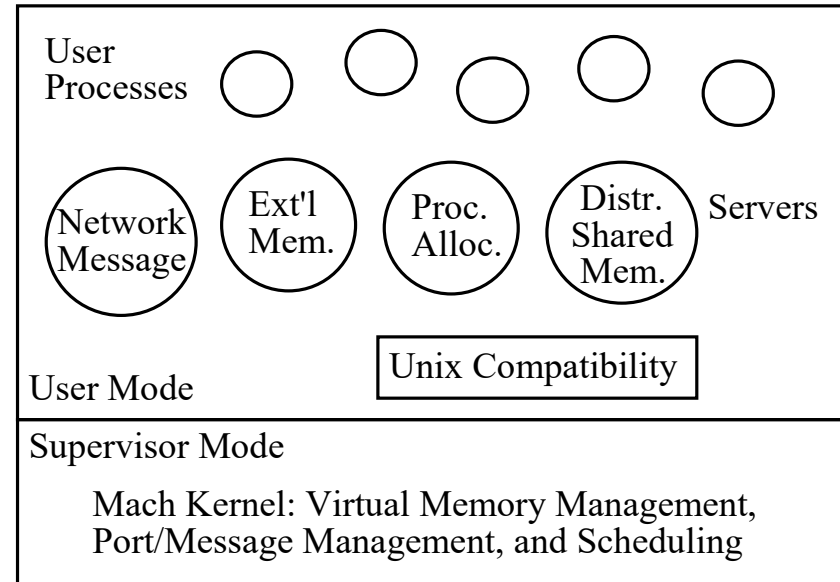 User
Processes
Network
Message
Ext'l
Mem.
Proc.
Alloc.
Distr.
Shared
Mem.
Servers
Unix Compatibility
User Mode
Supervisor Mode
Mach Kernel: Virtual Memory Management,
Port/Message Management, and Scheduling